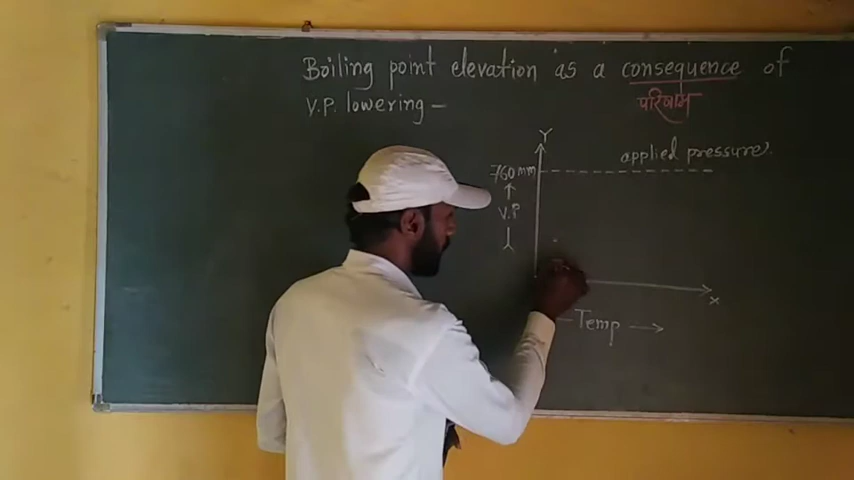 Boiling point elevation as a consequence of
परिणाम
V.P. lowering –
Y
applied pressure
760 mm
V.P
X
Temp